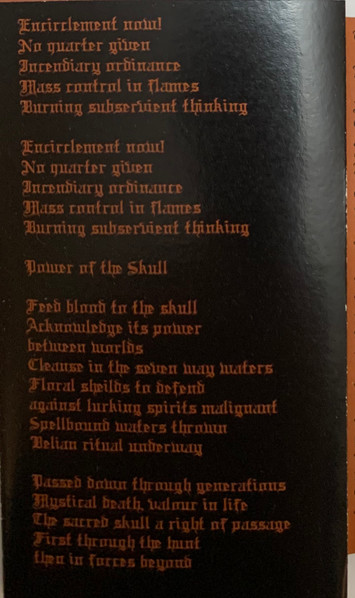 Encirclement now!
No quarter given
Incendiary ordinance
Mass control in flames
Burning subservient thinking
Encirclement now!
No quarter given
Incendiary ordinance
Mass control in flames
Burning subservient thinking
Power of the Skull
Feed blood to the skull
Acknowledge its power
between worlds
Cleanse in the seven way waters
Floral sheilds to defend
against lurking spirits malignant
Spellbound waters thrown
Velian ritual underway
Passed down through generations
Mystical death, valour in life
The sacred skull a right of passage
First through the hunt
then in forces beyond